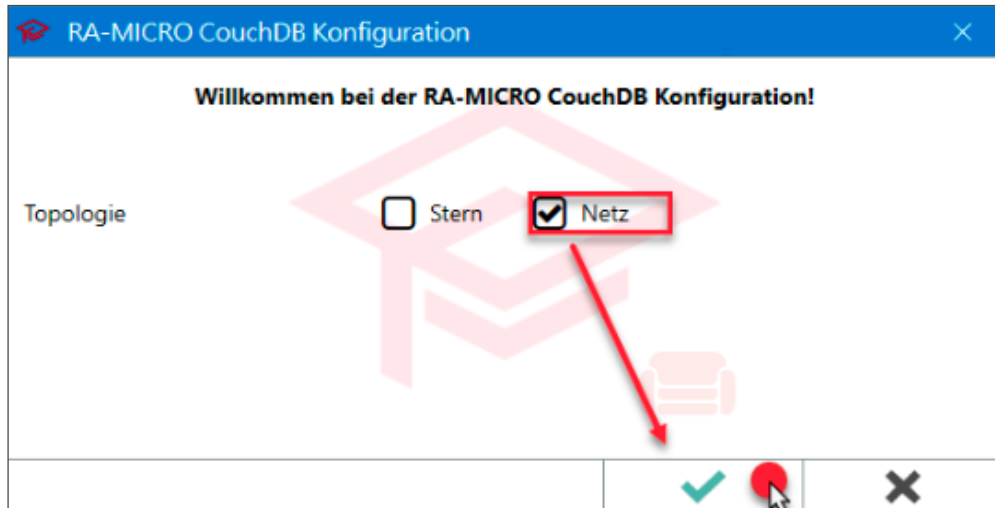 RA-MICRO CouchDB Konfiguration
Willkommen bei der RA-MICRO CouchDB Konfiguration!
Topologie Stern Netz